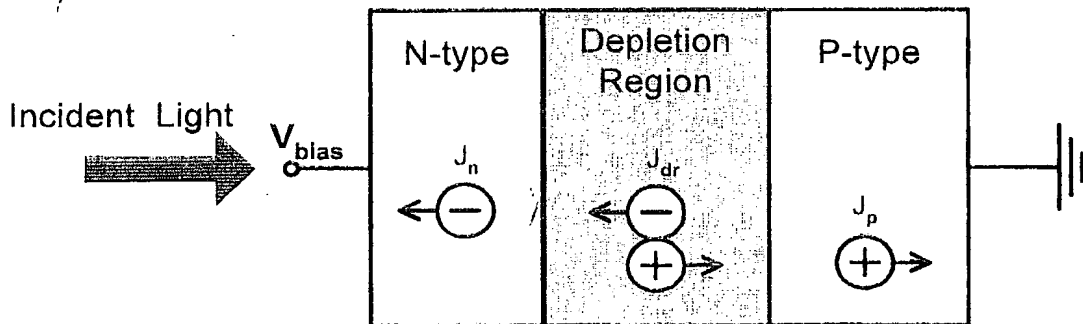 N-type
Depletion
Region
P-type
Incident Light
V_bias
J_n
J_dr
J_p